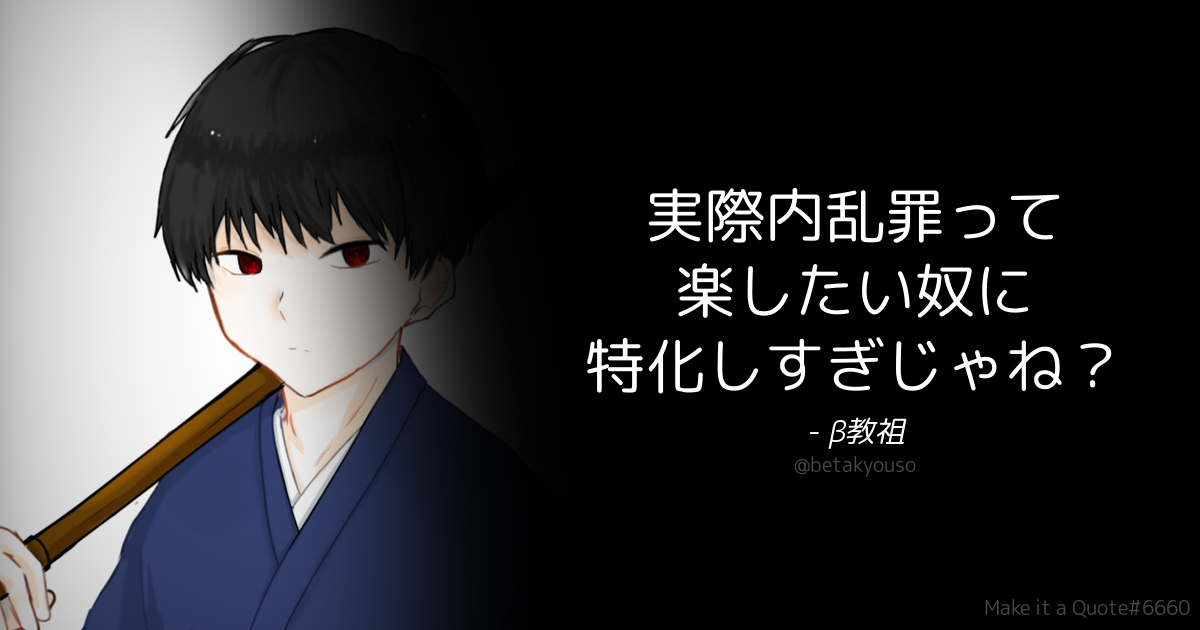 実際内乱罪って
楽したい奴に
特化しすぎじゃね？
- β教祖
@betakyouso
Make it a Quote#6660